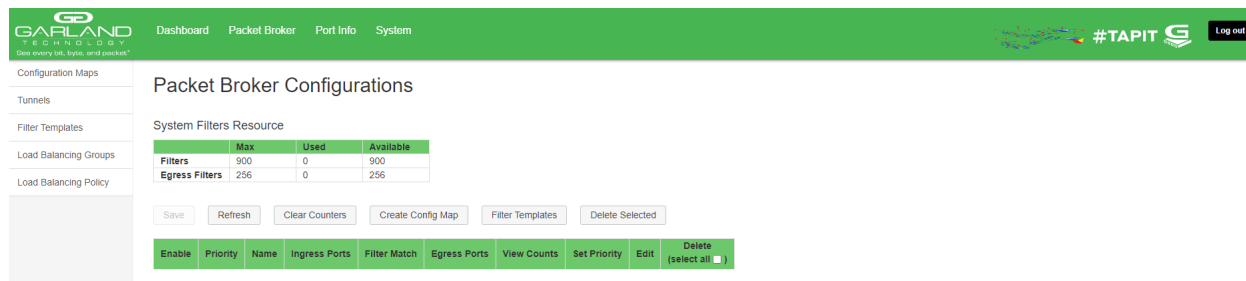 GARLAND
TECHNOLOGY
See every bit, byte, and packet.®
Dashboard Packet Broker Port Info System
#TAPIT
Log out
Configuration Maps
Tunnels
Filter Templates
Load Balancing Groups
Load Balancing Policy
Packet Broker Configurations
System Filters Resource
Max Used Available
Filters 900 0 900
Egress Filters 256 0 256
Save Refresh Clear Counters Create Config Map Filter Templates Delete Selected
Enable Priority Name Ingress Ports Filter Match Egress Ports View Counts Set Priority Edit Delete
(select all )